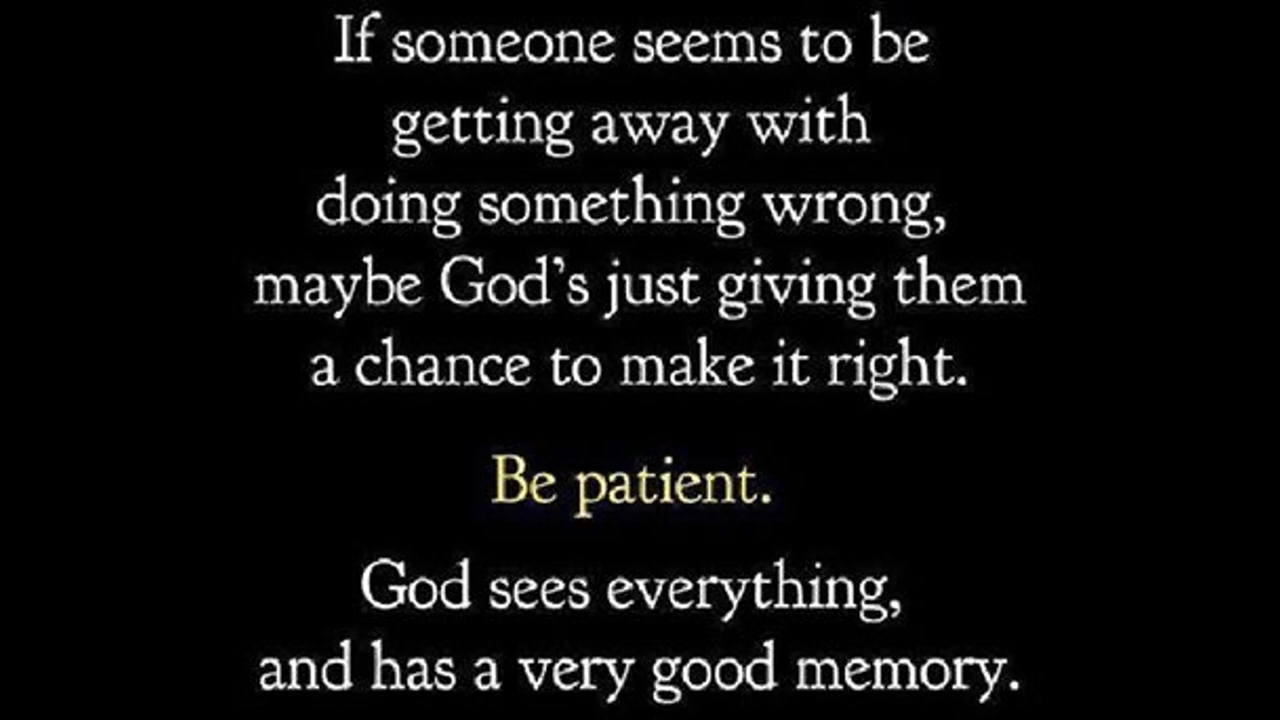 If someone seems to be
getting away with
doing something wrong,
maybe God's just giving them
a chance to make it right.
Be patient.
God sees everything,
and has a very good memory.